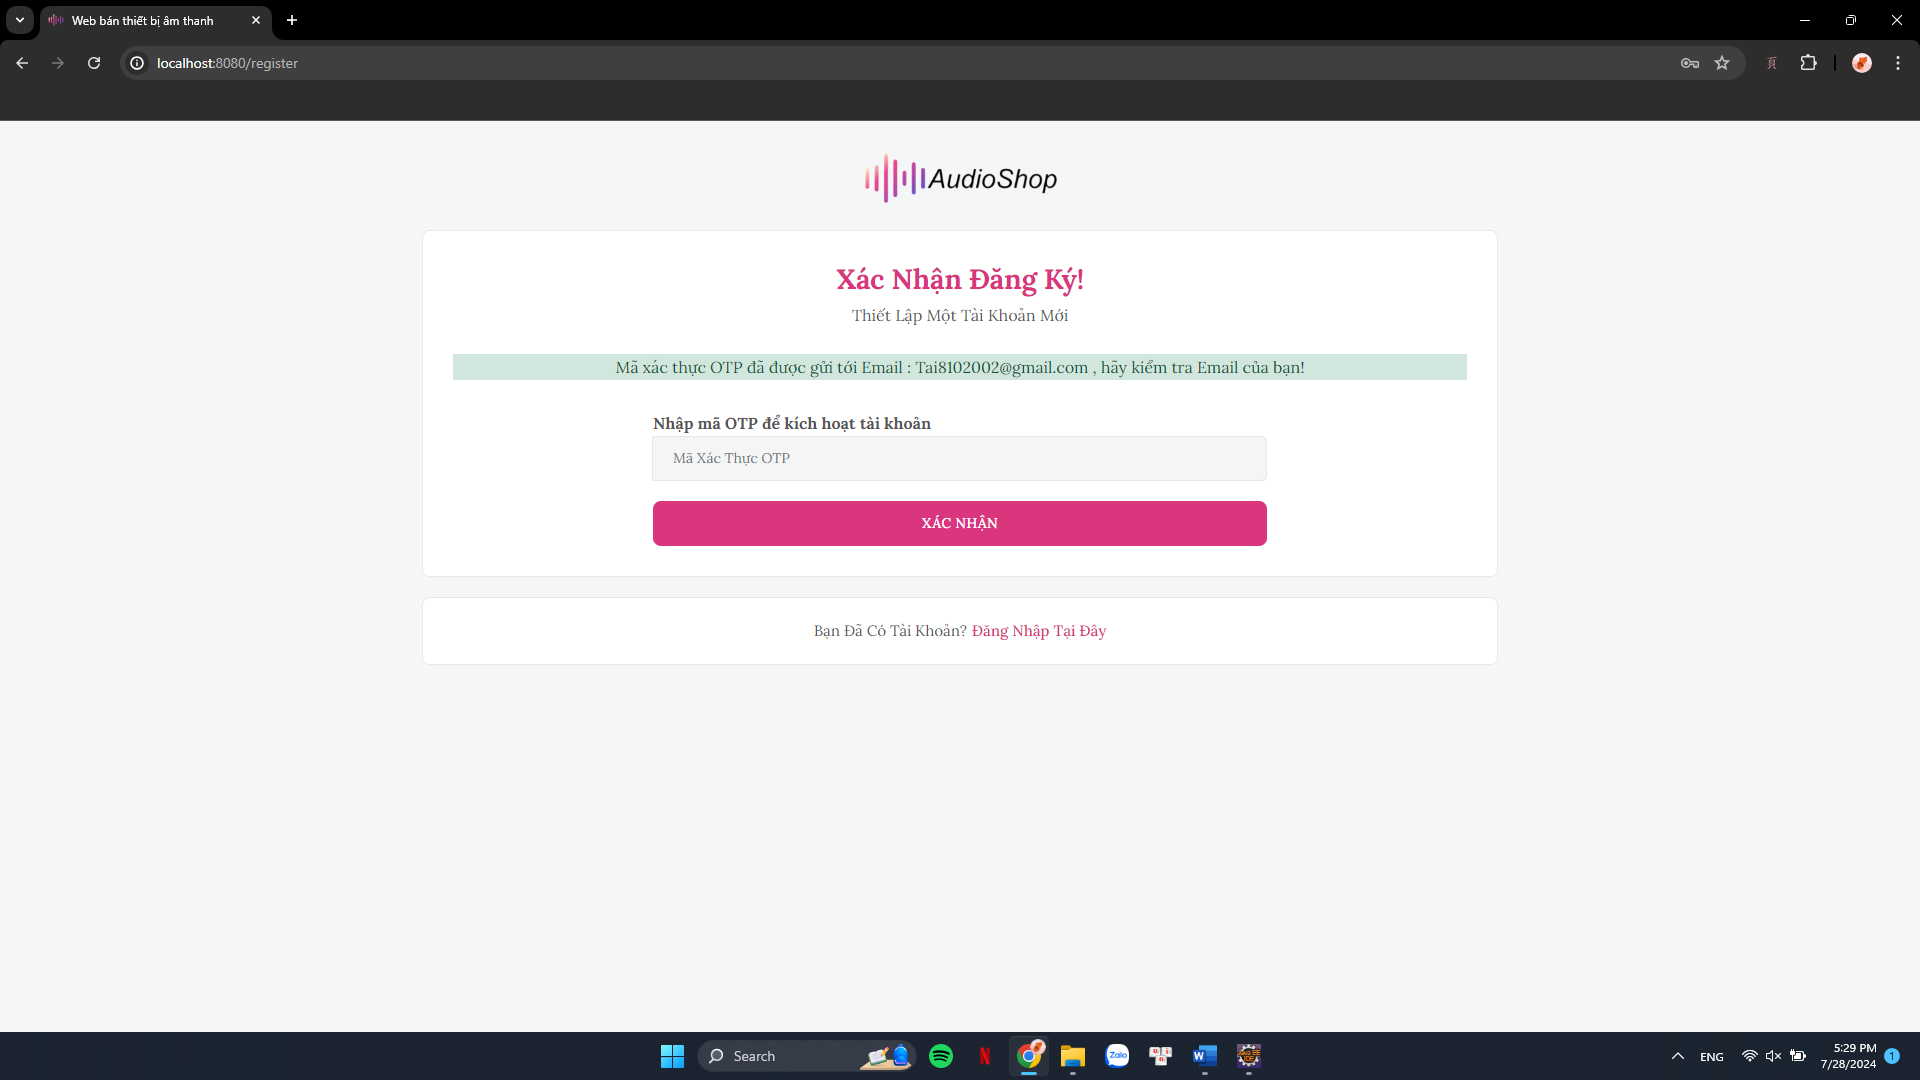 Web bán thiết bị âm thanh
localhost:8080/register
AudioShop
Xác Nhận Đăng Ký!
Thiết Lập Một Tài Khoản Mới
Mã xác thực OTP đã được gửi tới Email : Tai8102002@gmail.com , hãy kiểm tra Email của bạn!
Nhập mã OTP để kích hoạt tài khoản
Mã Xác Thực OTP
XÁC NHẬN
Bạn Đã Có Tài Khoản? Đăng Nhập Tại Đây
Search
N
Zalo
W
ENG
5:29 PM
7/28/2024
1